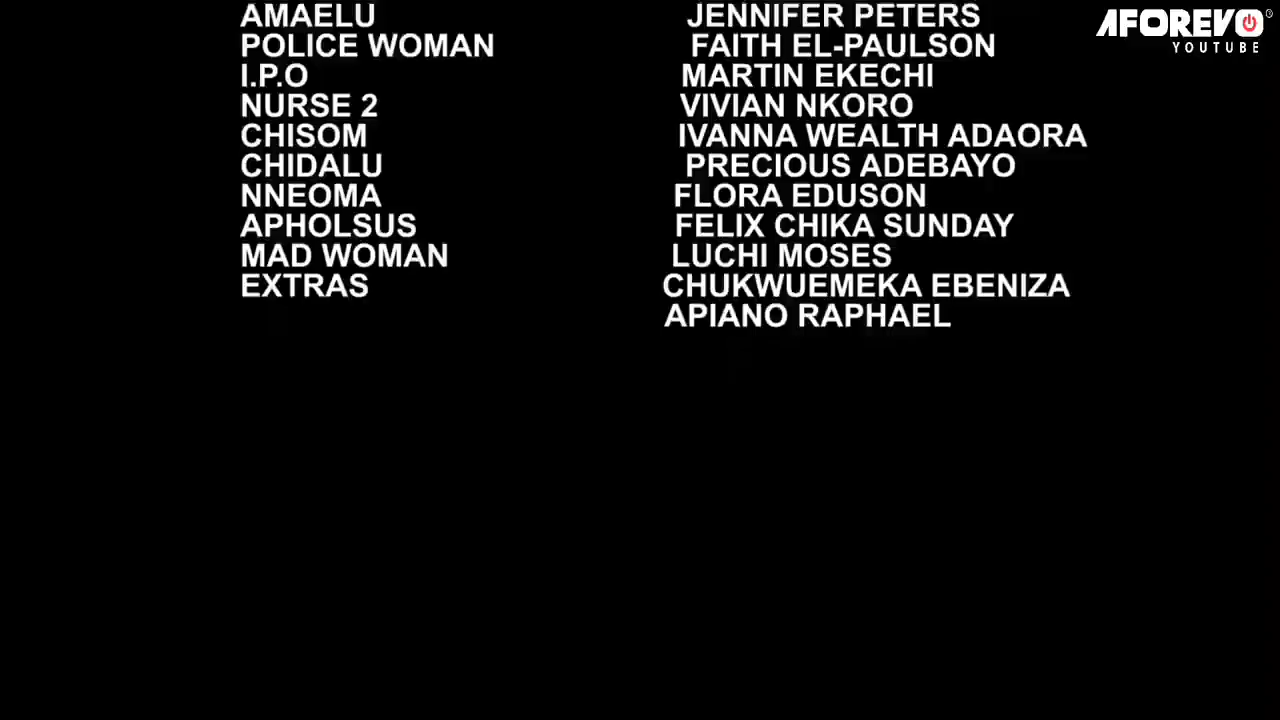 AMAELU JENNIFER PETERS
POLICE WOMAN FAITH EL-PAULSON
I.P.O MARTIN EKECHI
NURSE 2 VIVIAN NKORO
CHISOM IVANNA WEALTH ADAORA
CHIDALU PRECIOUS ADEBAYO
NNEOMA FLORA EDUSON
APHOLSUS FELIX CHIKA SUNDAY
MAD WOMAN LUCHI MOSES
EXTRAS CHUKWUEMEKA EBENIZA
APIANO RAPHAEL
AFOREVO®
YOUTUBE